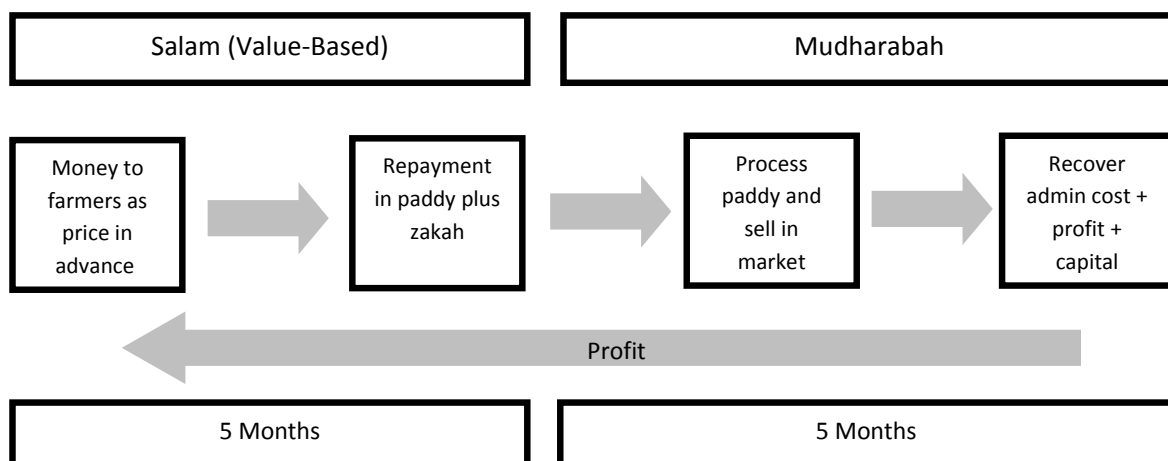 Salam (Value-Based)
Mudharabah
Money to
farmers as
price in
advance
Repayment
in paddy plus
zakah
Process
paddy and
sell in
market
Recover
admin cost +
profit +
capital
Profit
5 Months
5 Months